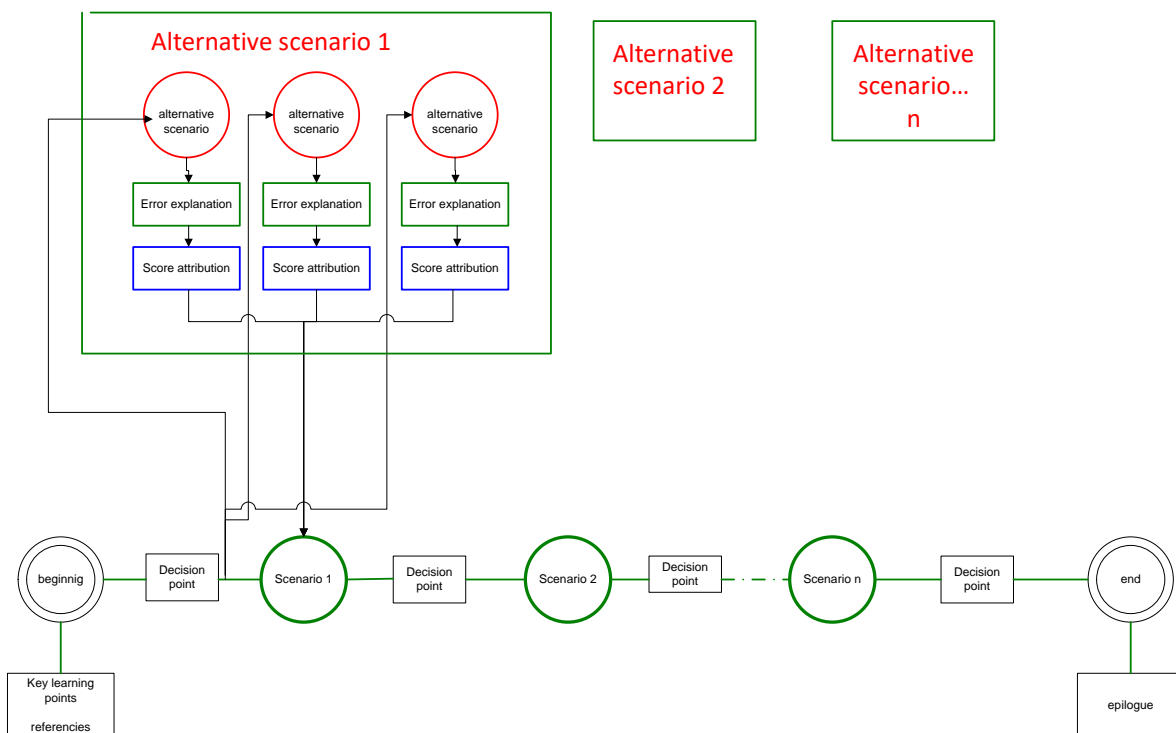 Alternative scenario 1
Alternative
scenario 2
Alternative
scenario...
n
alternative
scenario
alternative
scenario
alternative
scenario
Error explanation
Error explanation
Error explanation
Score attribution
Score attribution
Score attribution
beginnig
Decision
point
Scenario 1
Decision
point
Scenario 2
Decision
point
Scenario n
Decision
point
end
Key learning
points
referencies
epilogue